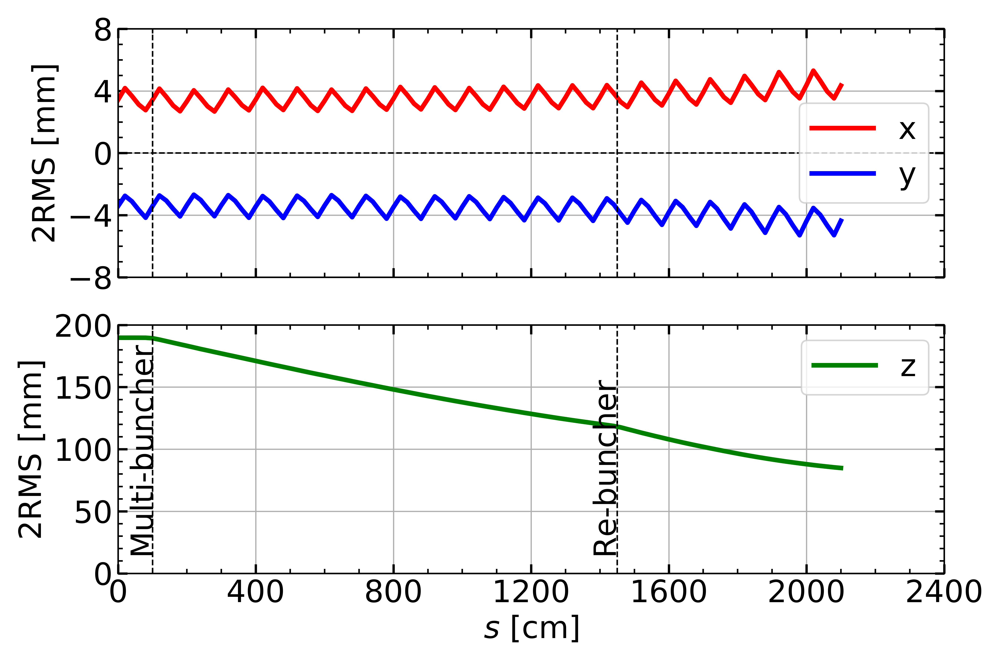 8
4
0
−4
−8
2RMS [mm]
x
y
200
150
100
50
0
2RMS [mm]
Multi-buncher
Re-buncher
z
0 400 800 1200 1600 2000 2400
s [cm]